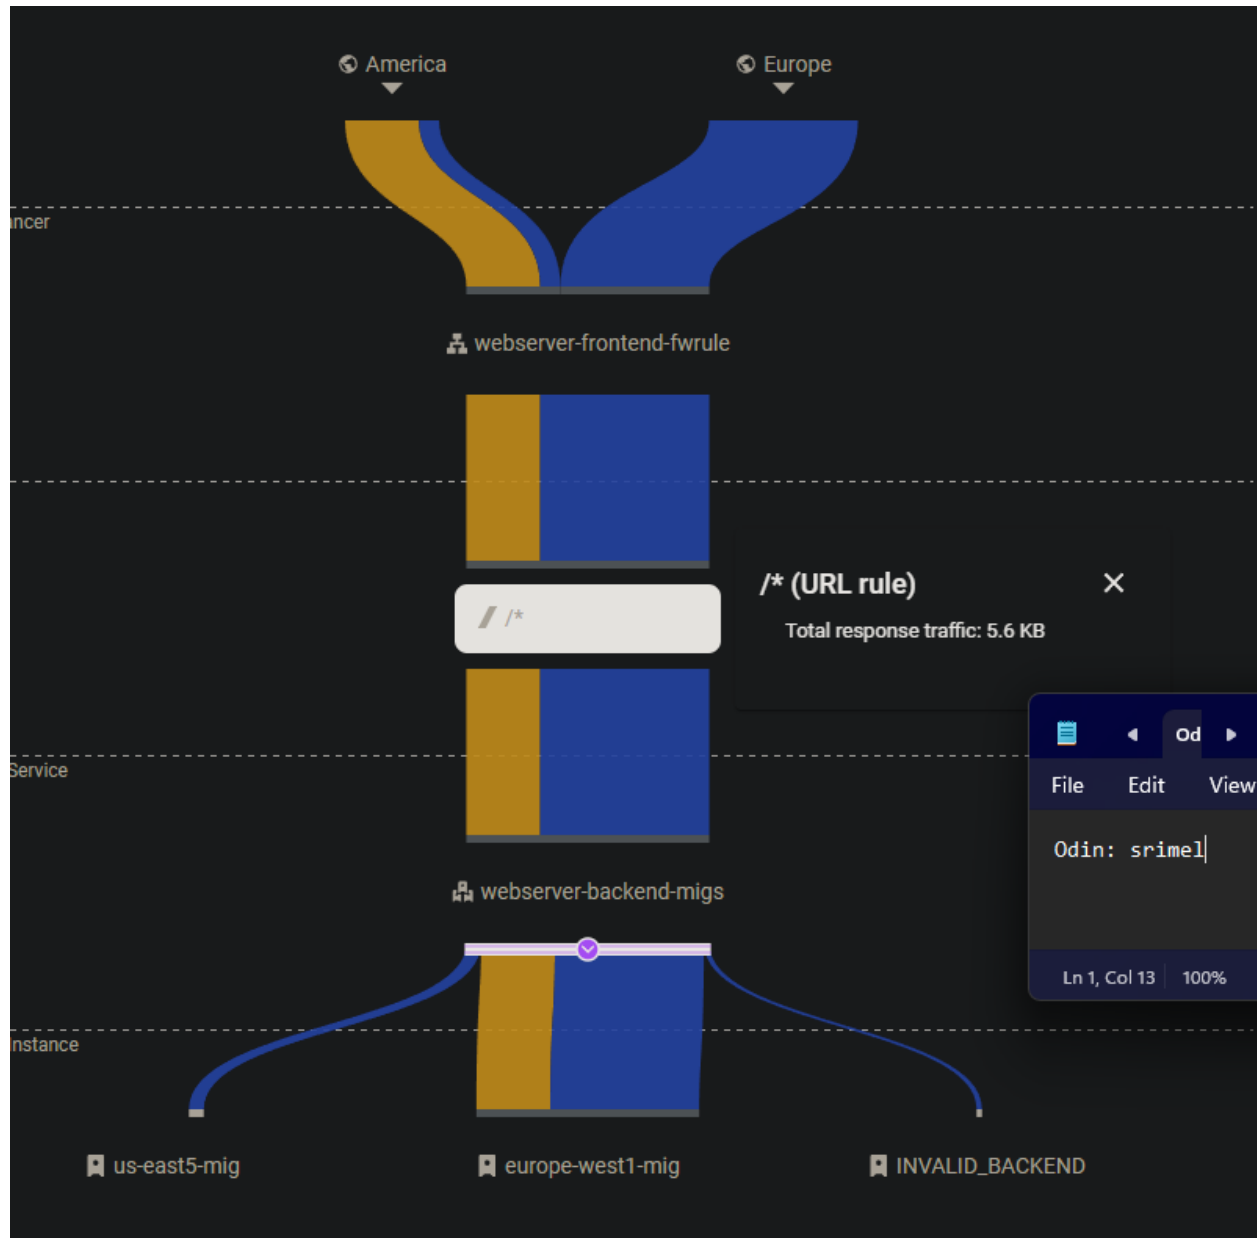 America
Europe
ancer
webserver-frontend-fwrule
/*
/* (URL rule)
Total response traffic: 5.6 KB
Od
Service
File Edit View
Odin: srimel
webserver-backend-migs
Ln 1, Col 13 100%
Instance
us-east5-mig
europe-west1-mig
INVALID_BACKEND